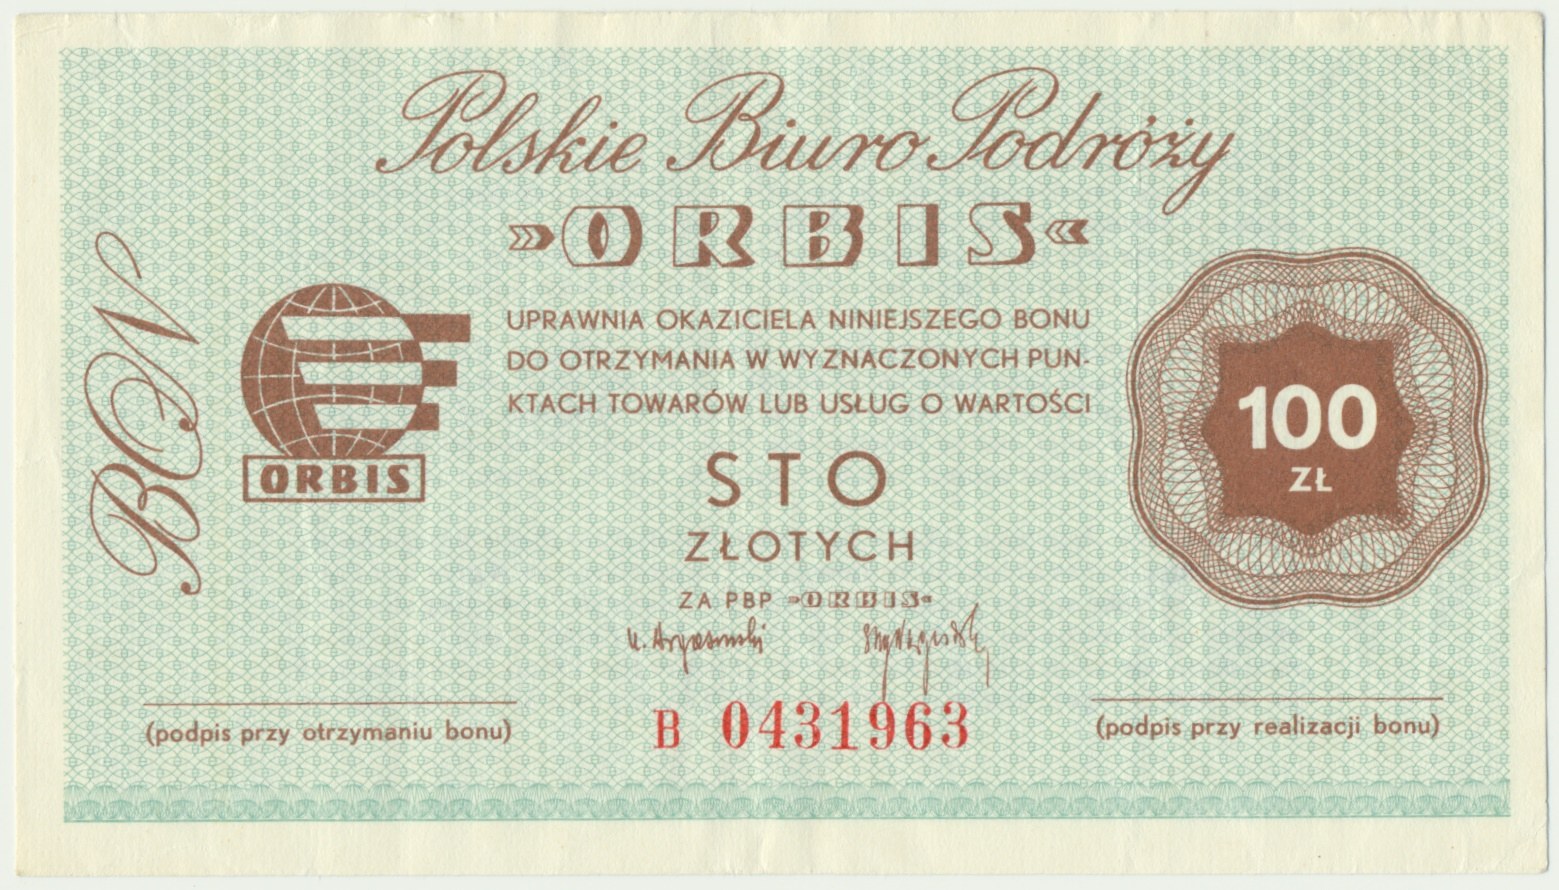 Polskie Biuro Podróży
»ORBIS«
BON
ORBIS
UPRAWNIA OKAZICIELA NINIEJSZEGO BONU
DO OTRZYMANIA W WYZNACZONYCH PUN-
KTACH TOWARÓW LUB USŁUG O WARTOŚCI
STO
ZŁOTYCH
100
ZŁ
ZA PBP »ORBIS«
(podpis przy otrzymaniu bonu)
B 0431963
(podpis przy realizacji bonu)